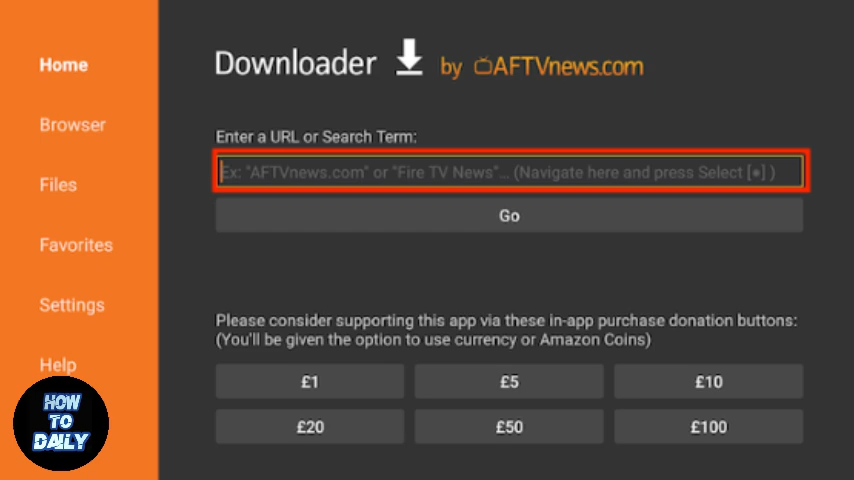 Home
Browser
Files
Favorites
Settings
Help
HOW
TO
DAILY
Downloader by AFTVnews.com
Enter a URL or Search Term:
Ex: "AFTVnews.com" or "Fire TV News"... (Navigate here and press Select [•] )
Go
Please consider supporting this app via these in-app purchase donation buttons:
(You'll be given the option to use currency or Amazon Coins)
£1 £5 £10
£20 £50 £100